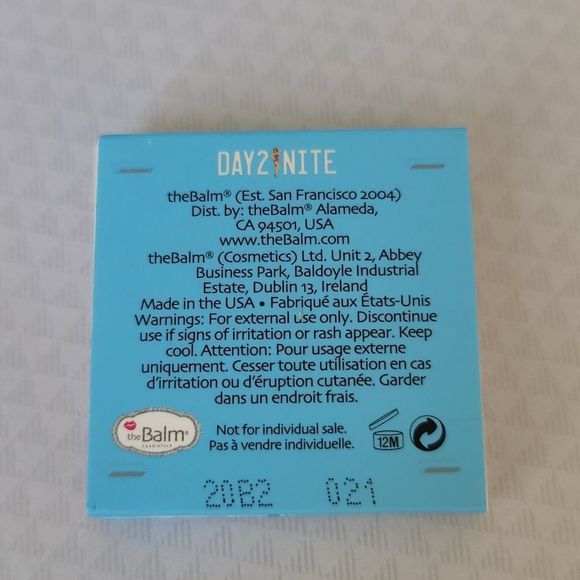 DAY2NITE
theBalm® (Est. San Francisco 2004)
Dist. by: theBalm® Alameda,
CA 94501, USA
www.theBalm.com
theBalm® (Cosmetics) Ltd. Unit 2, Abbey
Business Park, Baldoyle Industrial
Estate, Dublin 13, Ireland
Made in the USA • Fabriqué aux États-Unis
Warnings: For external use only. Discontinue
use if signs of irritation or rash appear. Keep
cool. Attention: Pour usage externe
uniquement. Cesser toute utilisation en cas
d'irritation ou d'éruption cutanée. Garder
dans un endroit frais.
theBalm®
Not for individual sale.
Pas à vendre individuelle.
12M
20B2 021